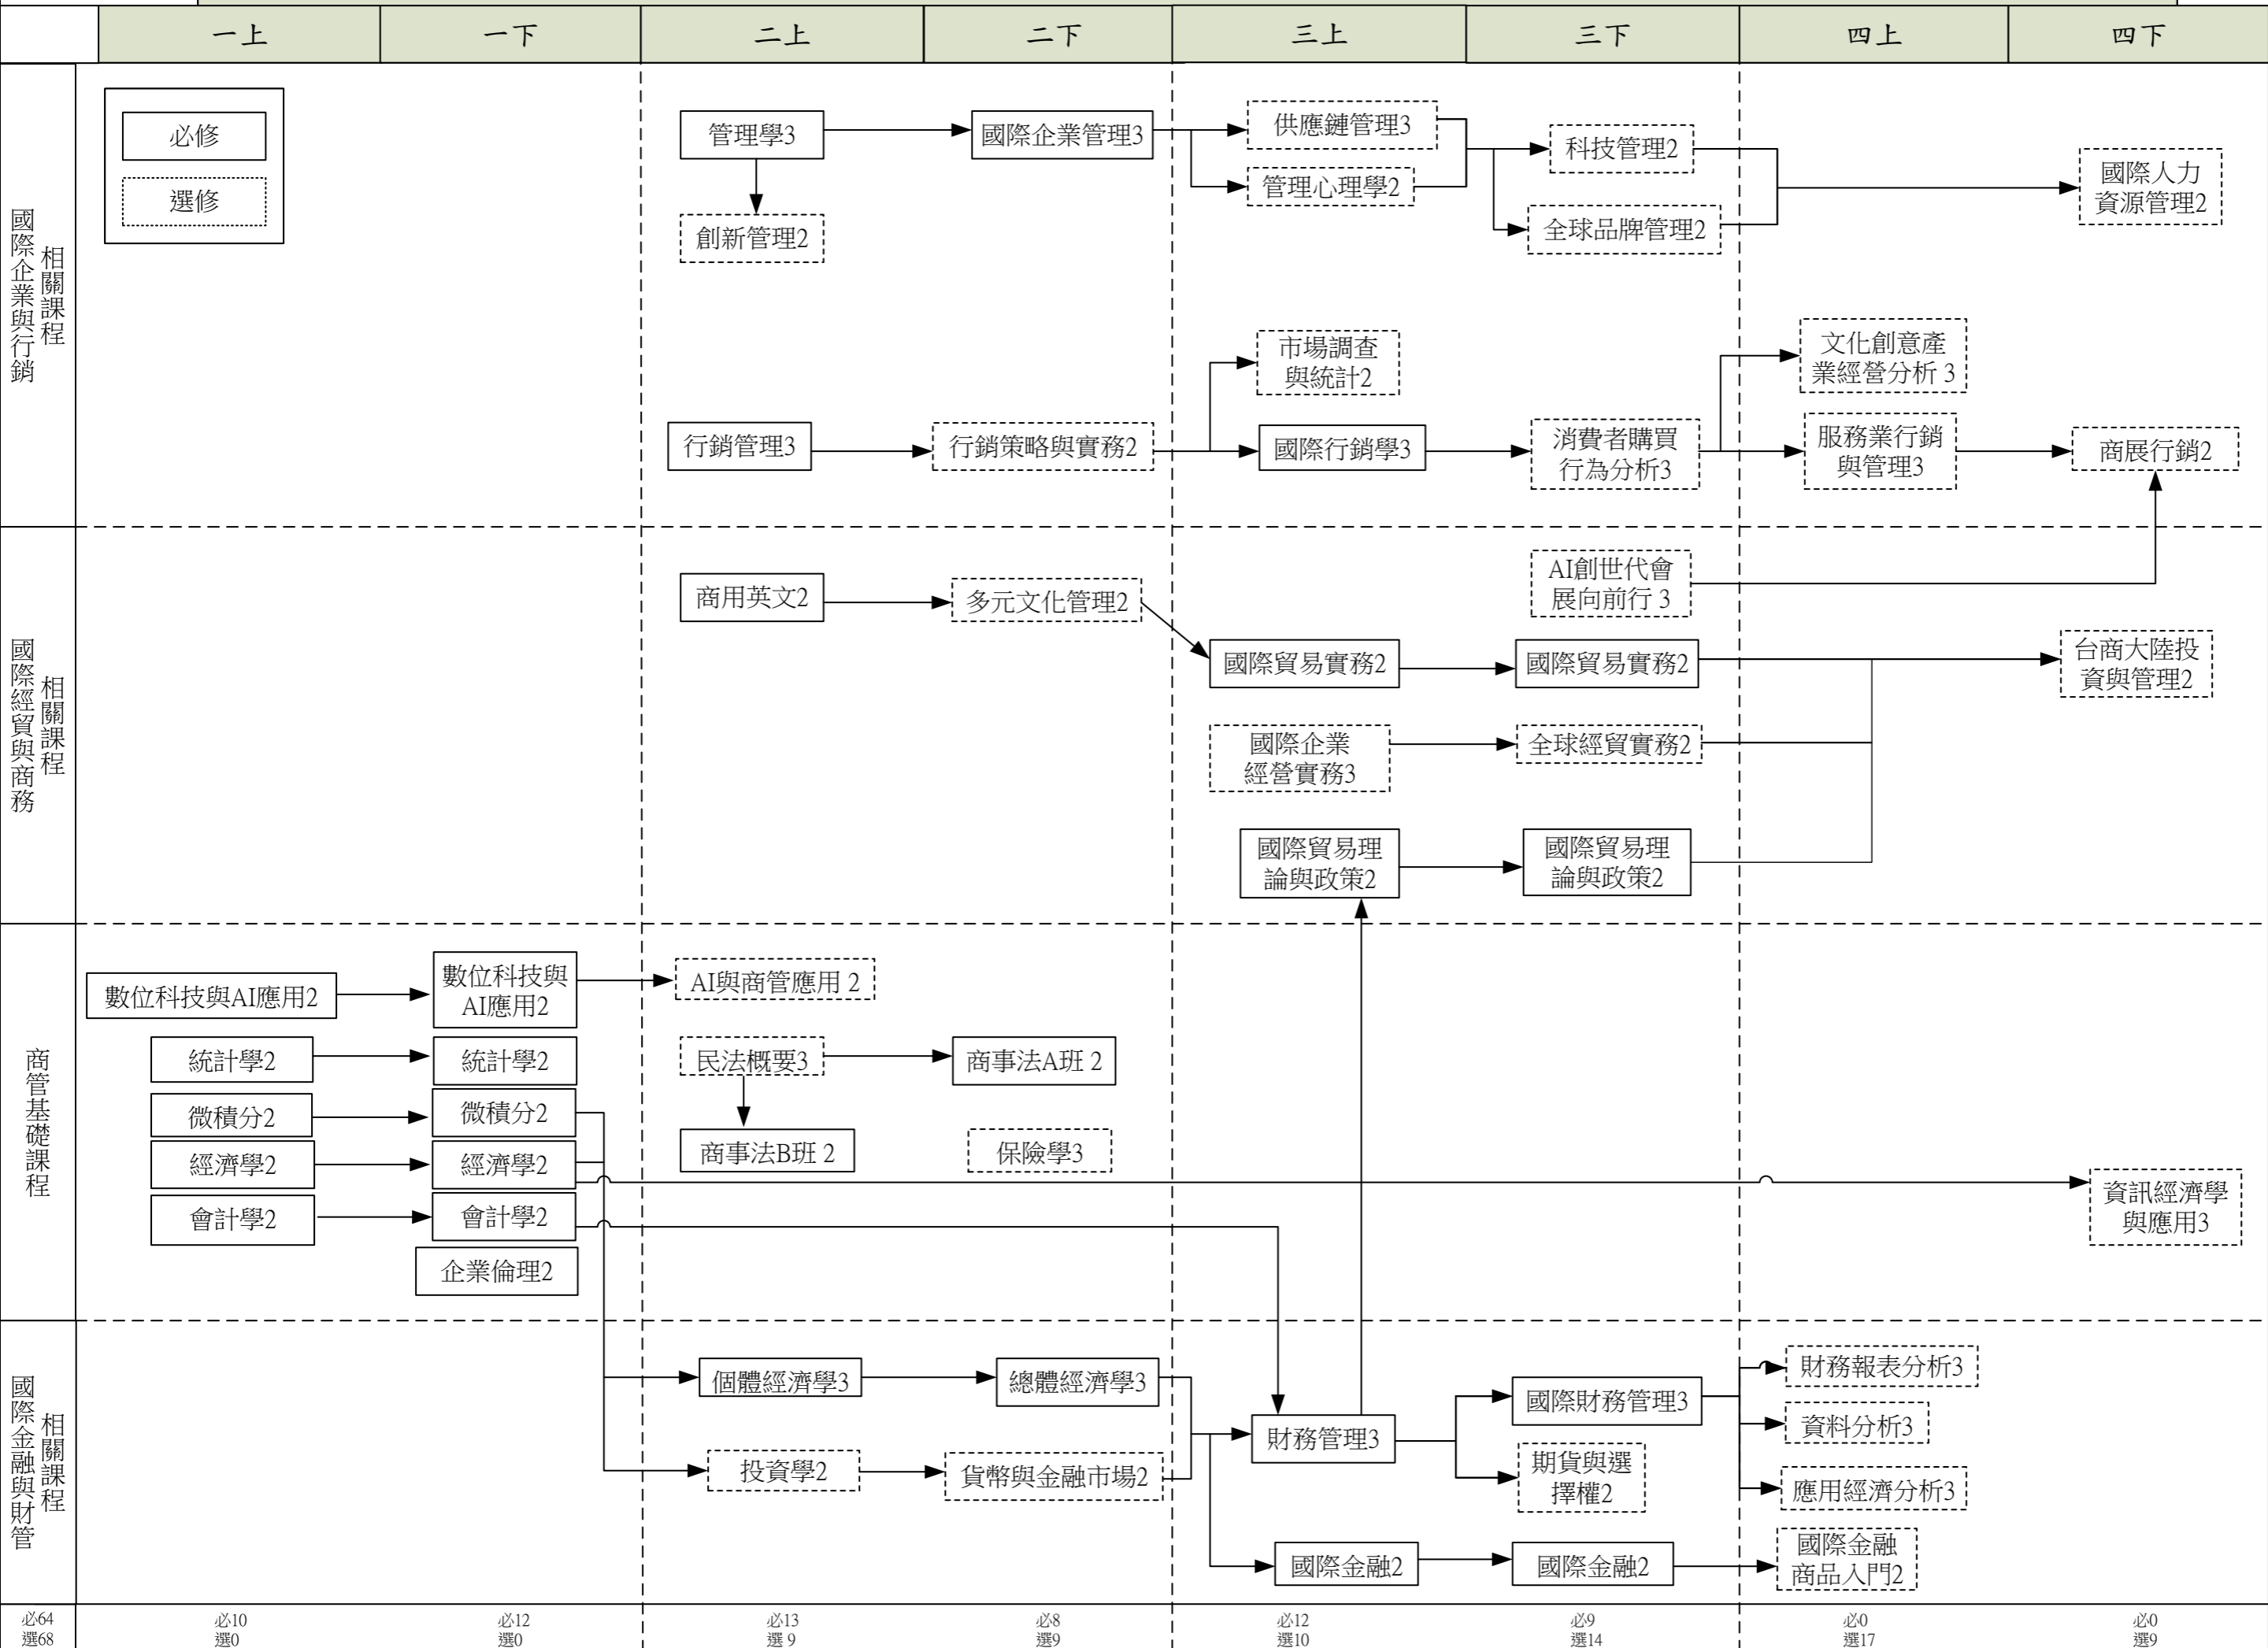 一上
一下
二上
二下
三上
三下
四上
四下
國際企業與行銷
相關課程
必修
選修
管理學3
國際企業管理3
供應鏈管理3
管理心理學2
科技管理2
全球品牌管理2
國際人力
資源管理2
創新管理2
市場調查
與統計2
文化創意產
業經營分析 3
行銷管理3
行銷策略與實務2
國際行銷學3
消費者購買
行為分析3
服務業行銷
與管理3
商展行銷2
國際經貿與商務
相關課程
商用英文2
多元文化管理2
AI創世代會
展向前行 3
國際貿易實務2
國際貿易實務2
台商大陸投
資與管理2
國際企業
經營實務3
全球經貿實務2
國際貿易理
論與政策2
國際貿易理
論與政策2
商管基礎課程
數位科技與AI應用2
數位科技與
AI應用2
AI與商管應用 2
統計學2
統計學2
民法概要3
商事法A班 2
微積分2
微積分2
商事法B班 2
保險學3
經濟學2
經濟學2
資訊經濟學
與應用3
會計學2
會計學2
企業倫理2
國際金融與財管
相關課程
個體經濟學3
總體經濟學3
財務管理3
國際財務管理3
財務報表分析3
資料分析3
投資學2
貨幣與金融市場2
期貨與選
擇權2
應用經濟分析3
國際金融2
國際金融2
國際金融
商品入門2
必64
選68
必10
選0
必12
選0
必13
選 9
必8
選9
必12
選10
必9
選14
必0
選17
必0
選9